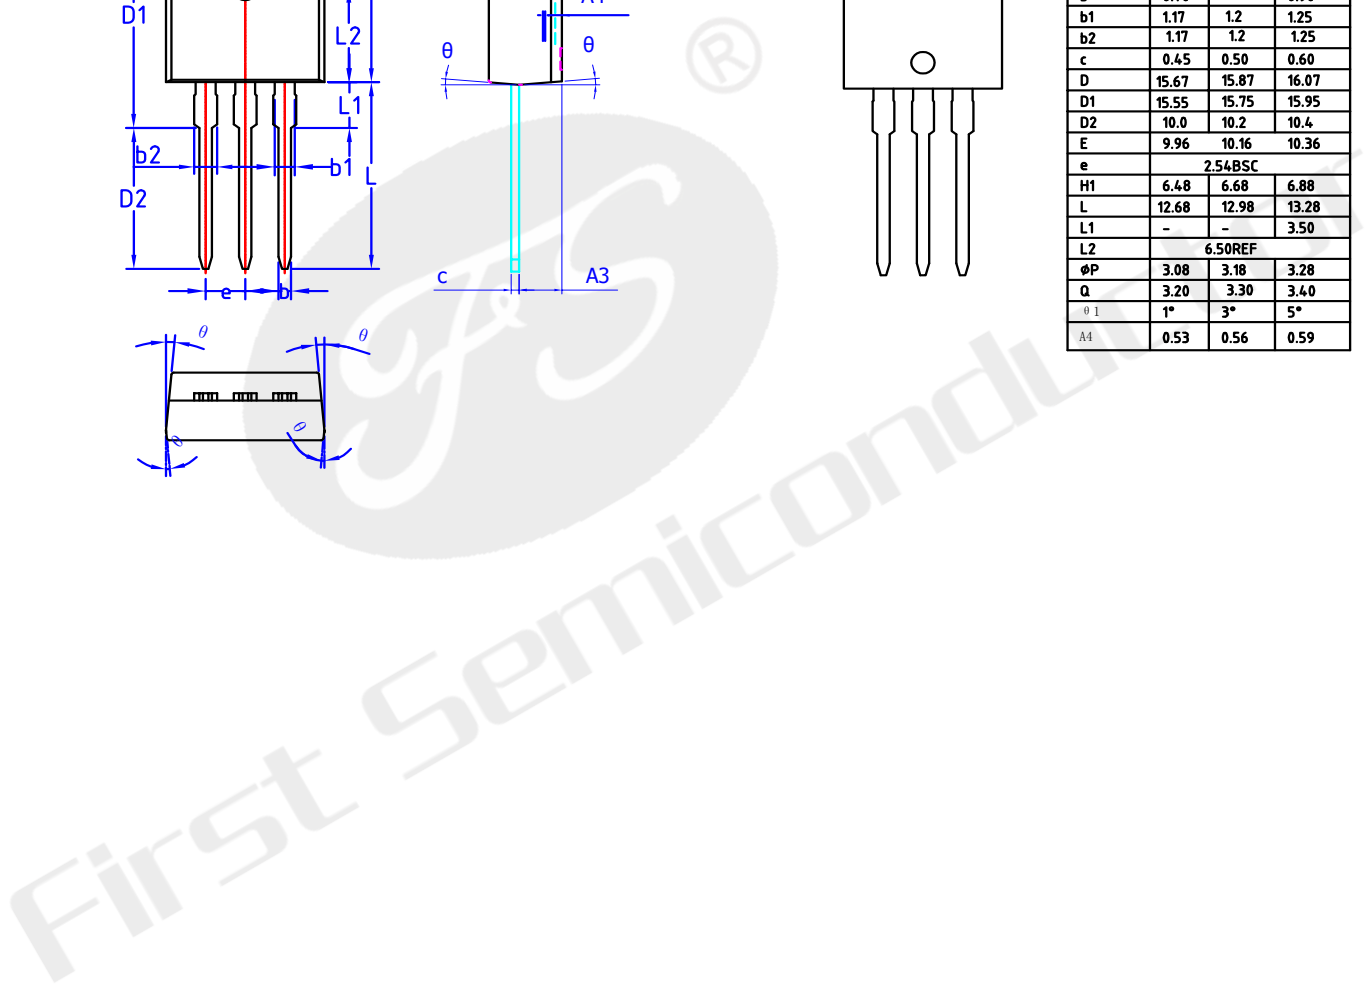 D1
L2
θ
θ
L1
b2
b1
L
D2
c
A3
e
b
θ
θ
θ
θ
b1 1.17 1.2 1.25
b2 1.17 1.2 1.25
c 0.45 0.50 0.60
D 15.67 15.87 16.07
D1 15.55 15.75 15.95
D2 10.0 10.2 10.4
E 9.96 10.16 10.36
e 2.54BSC
H1 6.48 6.68 6.88
L 12.68 12.98 13.28
L1 - - 3.50
L2 6.50REF
øP 3.08 3.18 3.28
Q 3.20 3.30 3.40
θ1 1° 3° 5°
A4 0.53 0.56 0.59
®
First Semiconductor